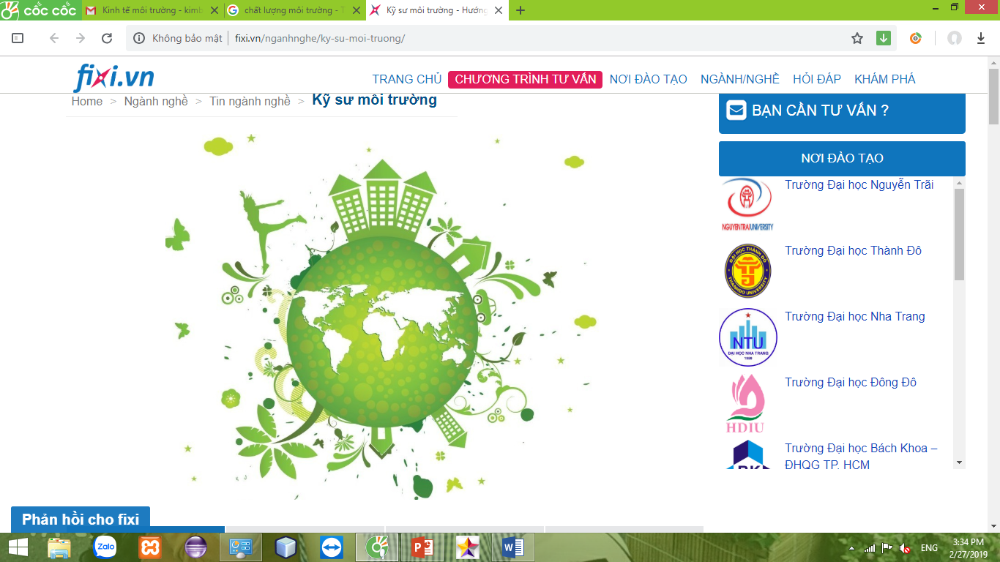 cốc cốc
Kinh tế môi trường - kimb
chất lượng môi trường - T
Kỹ sư môi trường - Hướng
Không bảo mật
fixi.vn/nganhnghe/ky-su-moi-truong/
fixi.vn
TRANG CHỦ
CHƯƠNG TRÌNH TƯ VẤN
NƠI ĐÀO TẠO
NGÀNH/NGHỀ
HỎI ĐÁP
KHÁM PHÁ
Home > Ngành nghề > Tin ngành nghề > Kỹ sư môi trường
BẠN CẦN TƯ VẤN ?
NƠI ĐÀO TẠO
NGUYENTRAIUNIVERSITY
Trường Đại học Nguyễn Trãi
ĐẠI HỌC THÀNH ĐÔ
THANHDO UNIVERSITY
Trường Đại học Thành Đô
NTU
ĐẠI HỌC NHA TRANG
1959
Trường Đại học Nha Trang
HDIU
Trường Đại học Đông Đô
BK
Trường Đại học Bách Khoa –
ĐHQG TP. HCM
Phản hồi cho fixi
Zalo
ENG
3:34 PM
2/27/2019